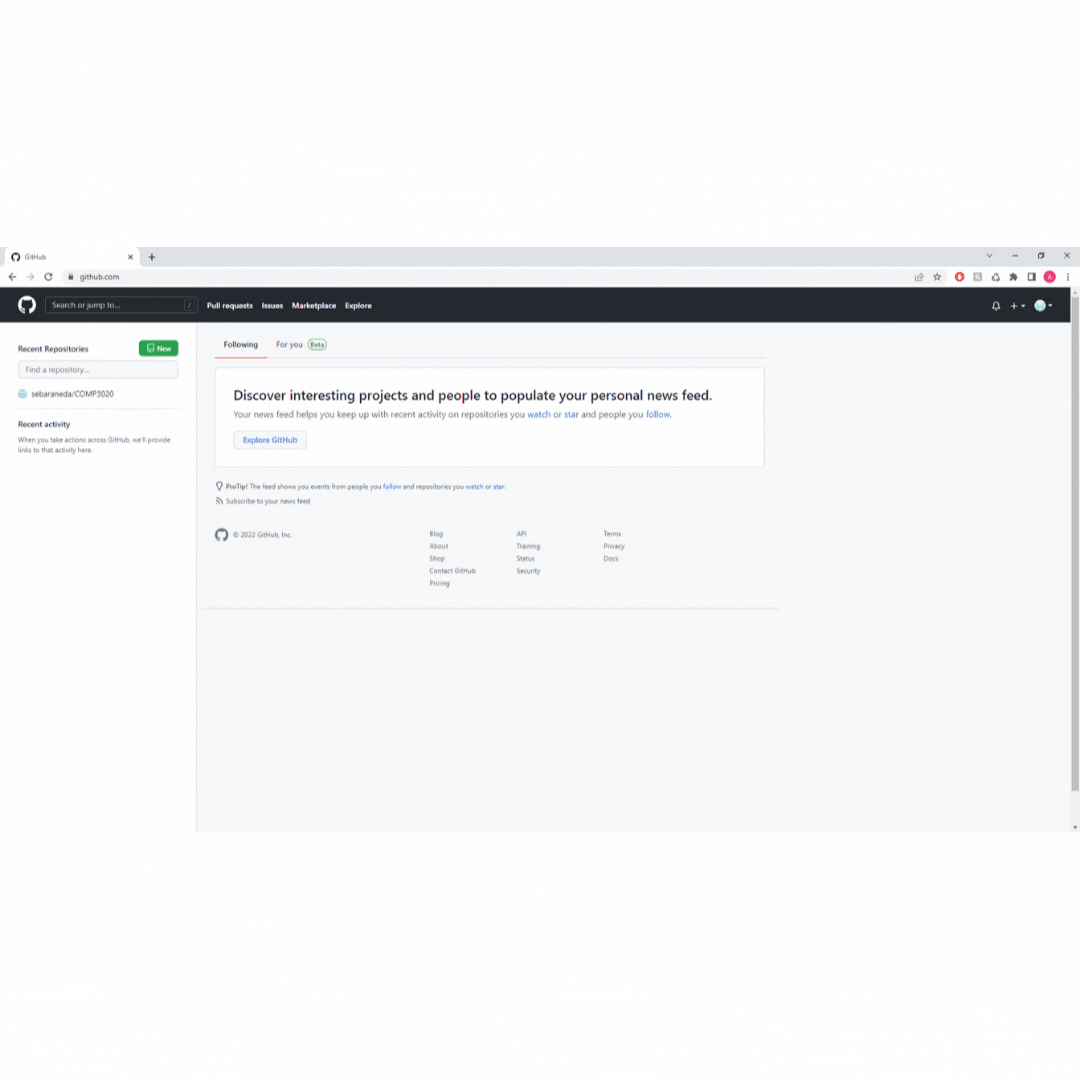 GitHub
github.com
Search or jump to... /
Pull requests Issues Marketplace Explore
Recent Repositories
New
Find a repository...
sebaraneda/COMP3020
Recent activity
When you take actions across GitHub, we'll provide
links to that activity here.
Following For you Beta
Discover interesting projects and people to populate your personal news feed.
Your news feed helps you keep up with recent activity on repositories you watch or star and people you follow.
Explore GitHub
ProTip! The feed shows you events from people you follow and repositories you watch or star.
Subscribe to your news feed
© 2022 GitHub, Inc.
Blog
About
Shop
Contact GitHub
Pricing
API
Training
Status
Security
Terms
Privacy
Docs